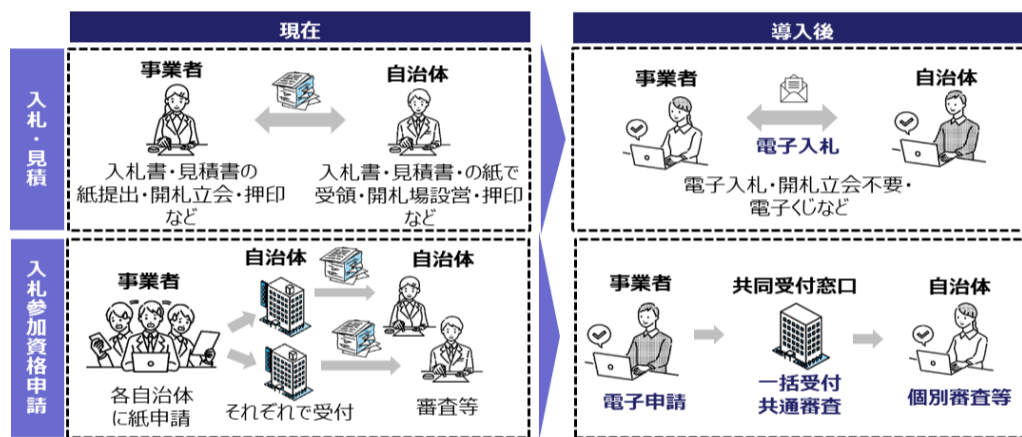 現在
導入後
入札・見積
事業者
自治体
入札書・見積書の
紙提出・開札立会・押印
など
入札書・見積書・の紙で
受領・開札場設営・押印
など
事業者
自治体
電子入札
電子入札・開札立会不要・
電子くじなど
入札参加資格申請
事業者
各自治体
に紙申請
自治体
それぞれで受付
自治体
審査等
事業者
電子申請
共同受付窓口
一括受付
共通審査
自治体
個別審査等